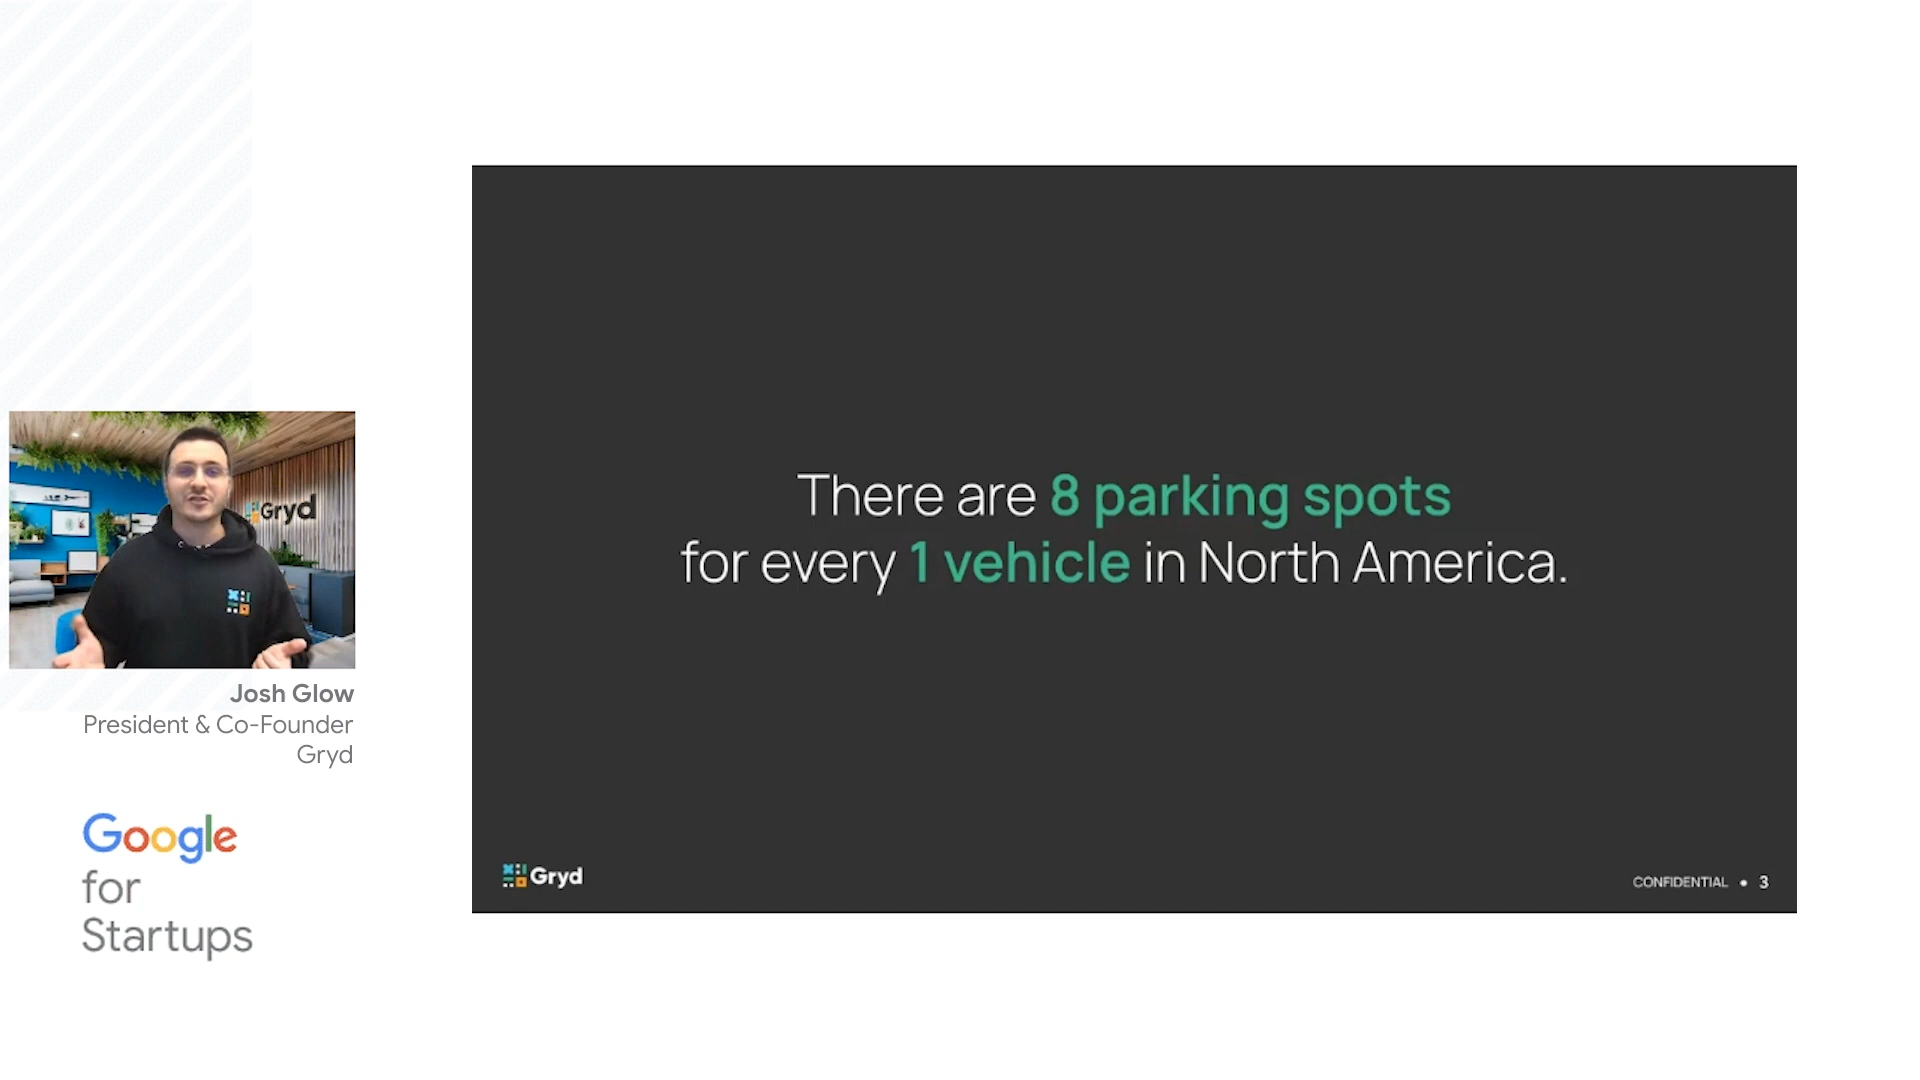 Gryd
Josh Glow
President & Co-Founder
Gryd
Google
for
Startups
There are 8 parking spots
for every 1 vehicle in North America.
Gryd
CONFIDENTIAL • 3